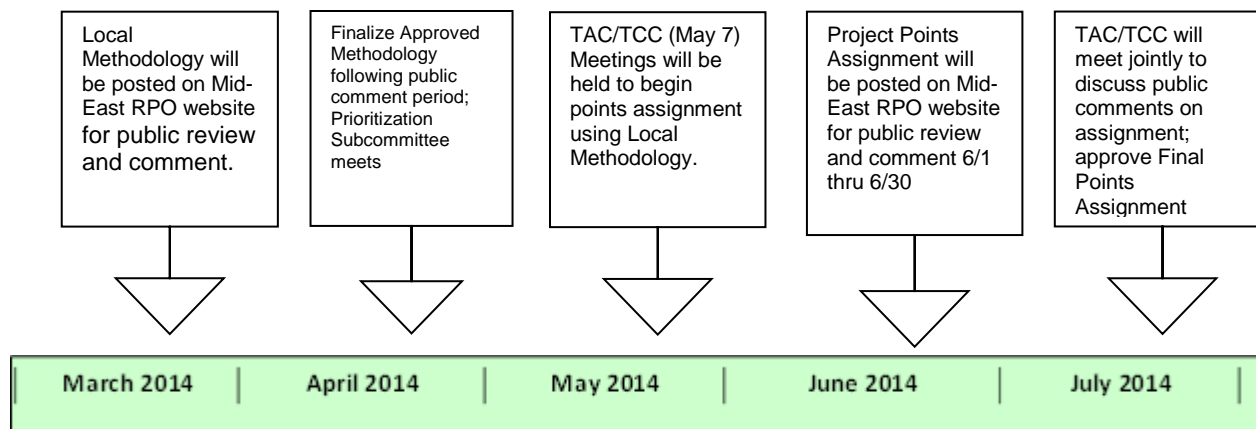 Local
Methodology will
be posted on Mid-
East RPO website
for public review
and comment.
Finalize Approved
Methodology
following public
comment period;
Prioritization
Subcommittee
meets
TAC/TCC (May 7)
Meetings will be
held to begin
points assignment
using Local
Methodology.
Project Points
Assignment will
be posted on Mid-
East RPO website
for public review
and comment 6/1
thru 6/30
TAC/TCC will
meet jointly to
discuss public
comments on
assignment;
approve Final
Points
Assignment
March 2014
April 2014
May 2014
June 2014
July 2014